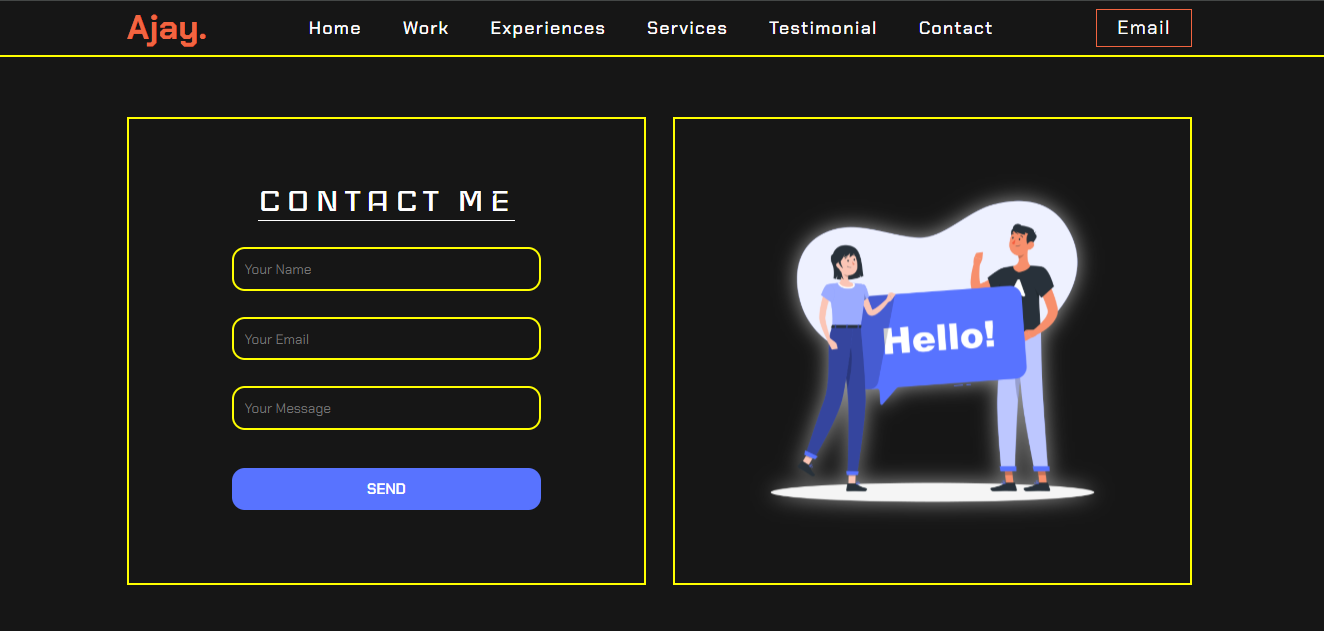 Ajay. Home Work Experiences Services Testimonial Contact Email
CONTACT ME
Your Name
Your Email
Your Message
SEND
Hello!